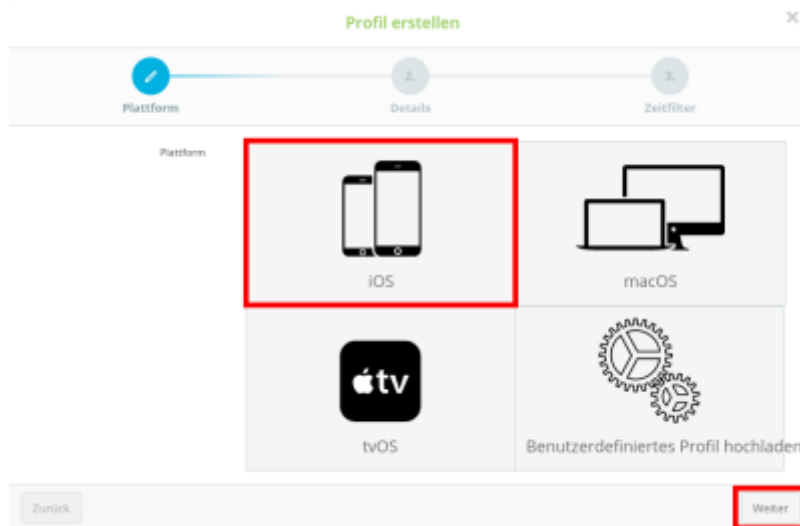 Profil erstellen
×
2.
3.
Plattform
Details
Zeitfilter
Plattform
iOS
macOS
tv
tvOS
Benutzerdefiniertes Profil hochladen
Zurück
Weiter